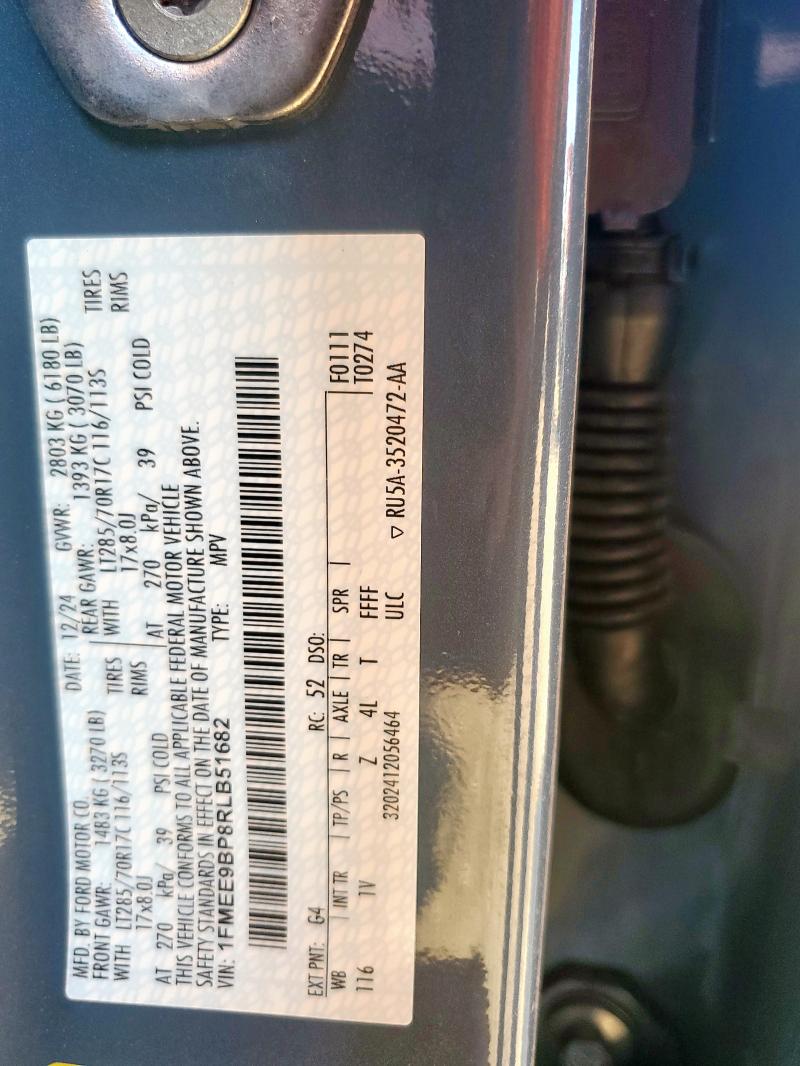 MFD. BY FORD MOTOR CO. DATE: 12/24 GVWR: 2803 KG ( 6180 LB)
FRONT GAWR: 1483 KG ( 3270 LB) REAR GAWR: 1393 KG ( 3070 LB)
WITH LT285/70R17C 116/113S TIRES WITH LT285/70R17C 116/113S TIRES
17x8.0J RIMS 17x8.0J RIMS
AT 270 kPa/ 39 PSI COLD AT 270 kPa/ 39 PSI COLD
THIS VEHICLE CONFORMS TO ALL APPLICABLE FEDERAL MOTOR VEHICLE
SAFETY STANDARDS IN EFFECT ON THE DATE OF MANUFACTURE SHOWN ABOVE.
VIN: 1FMEE9BP8RLB51682 TYPE: MPV
EXT PNT: G4 RC: 52 DSO: F0111
WB INT TR TP/PS R AXLE TR SPR T0274
116 1V Z 4L T FFFF
3202412056464 ULC ▽ RU5A-3520472-AA